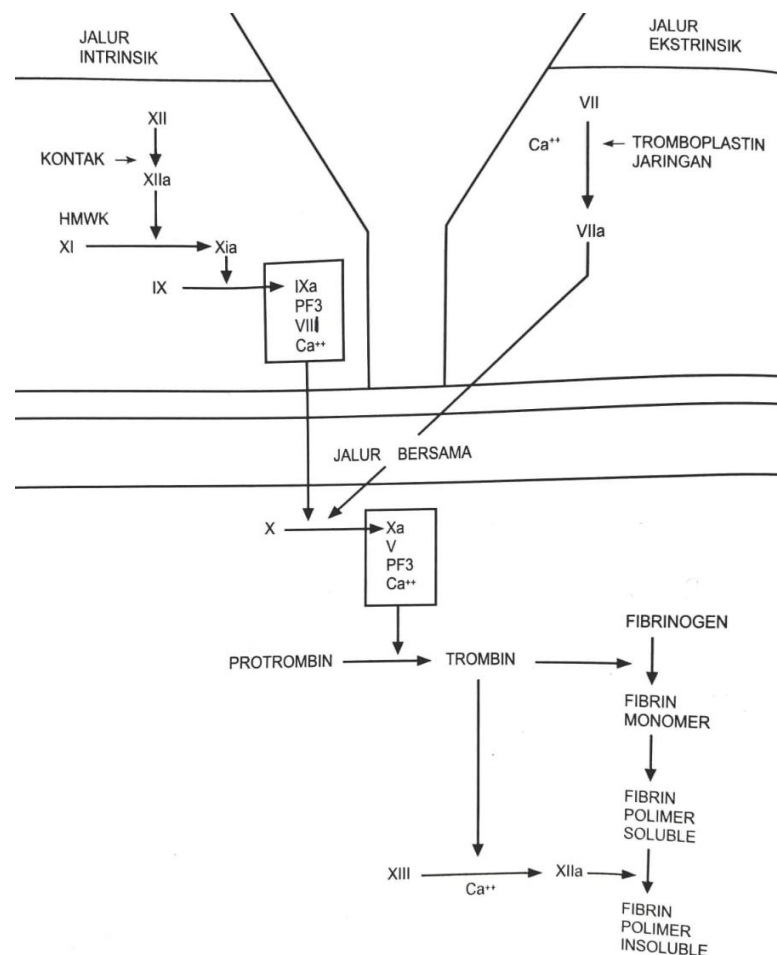 JALUR
INTRINSIK
JALUR
EKSTRINSIK
XII
KONTAK
XIIa
HMWK
XI
Xia
IX
IXa
PF3
VIII
Ca⁺⁺
VII
Ca⁺⁺
TROMBOPLASTIN
JARINGAN
VIIa
JALUR BERSAMA
X
Xa
V
PF3
Ca⁺⁺
PROTROMBIN
TROMBIN
FIBRINOGEN
FIBRIN
MONOMER
FIBRIN
POLIMER
SOLUBLE
XIII
Ca⁺⁺
XIIa
FIBRIN
POLIMER
INSOLUBLE